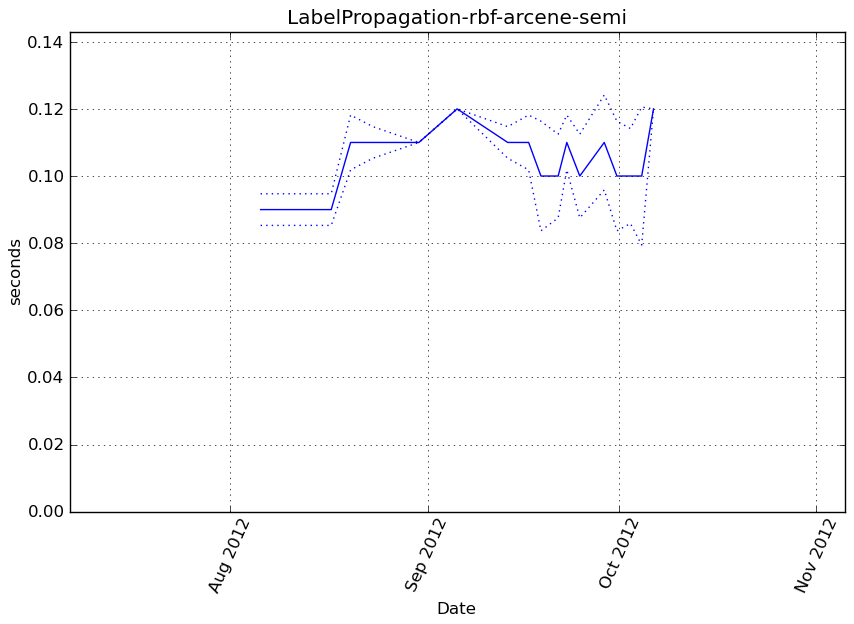 LabelPropagation-rbf-arcene-semi
0.14
0.12
0.10
0.08
0.06
0.04
0.02
0.00
seconds
Aug 2012
Sep 2012
Oct 2012
Nov 2012
Date